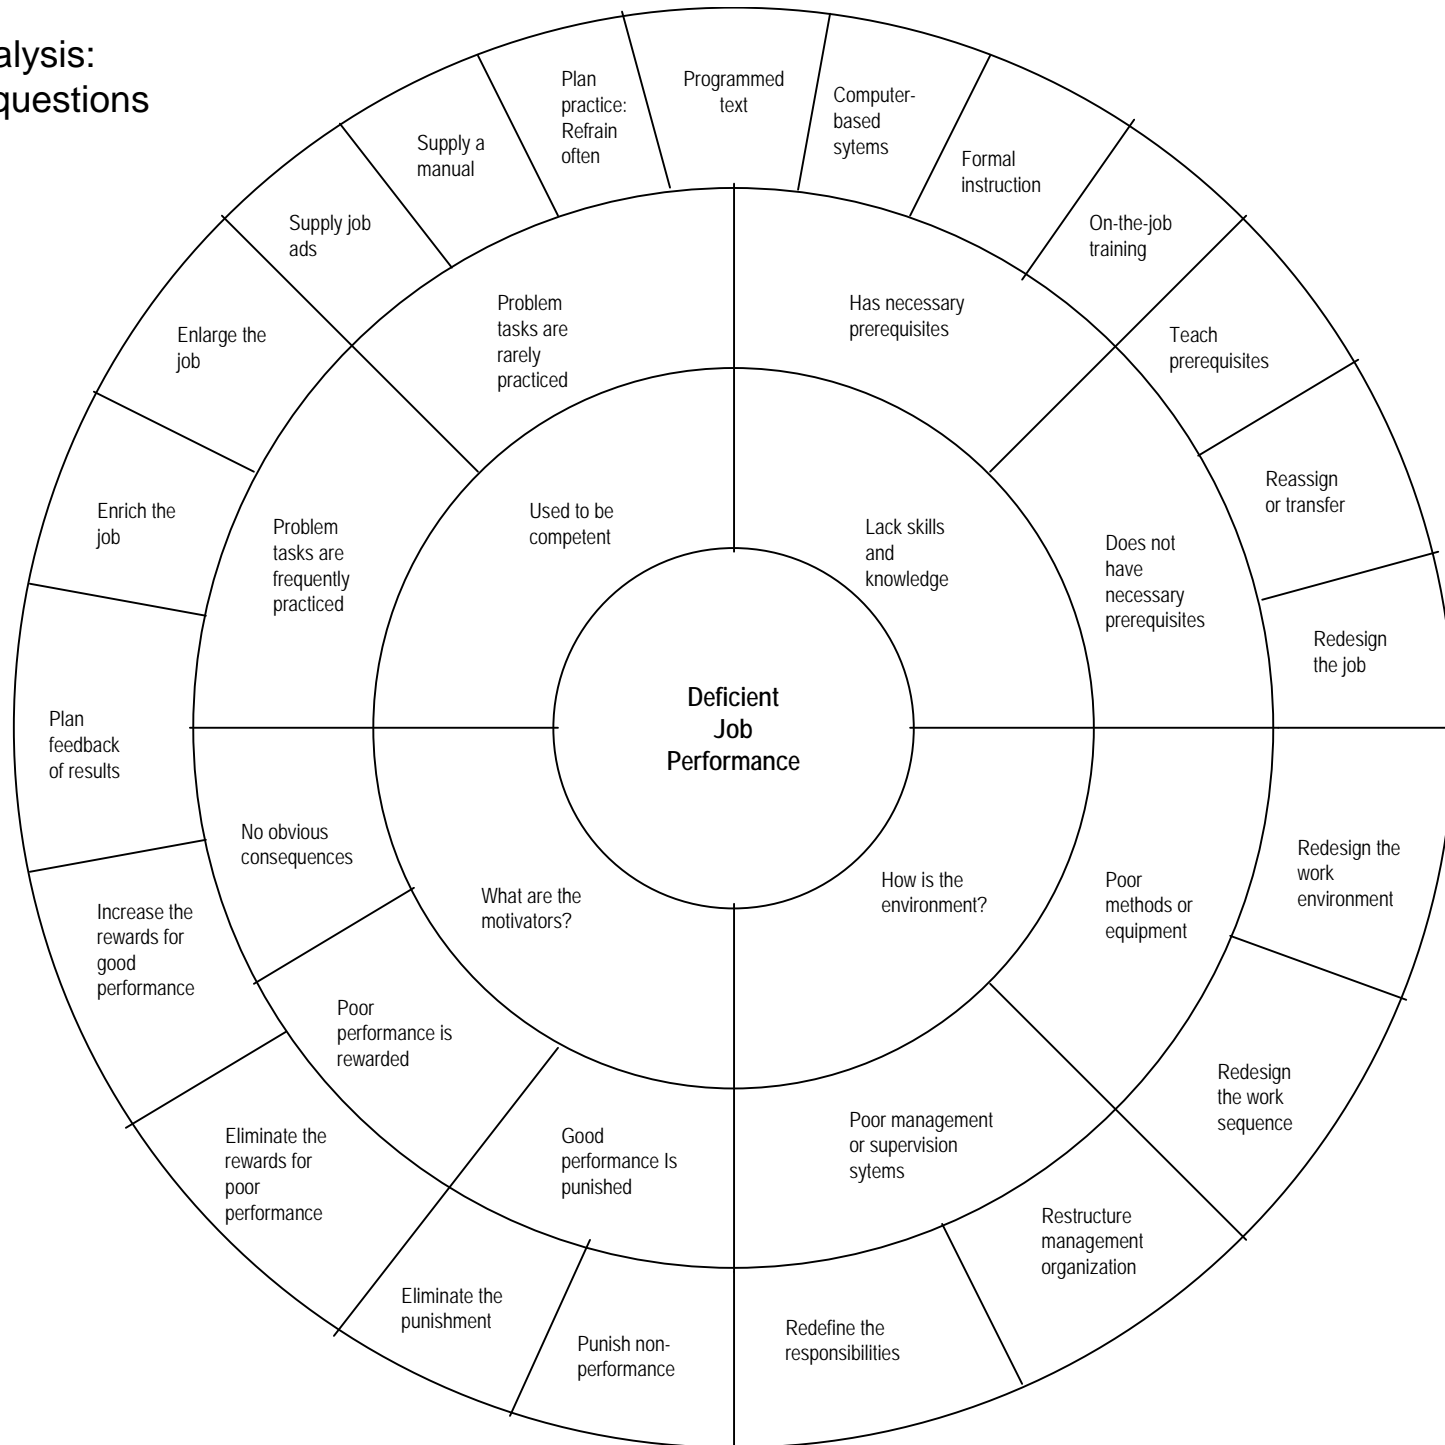 alysis:
questions
Plan
practice:
Refrain
often
Programmed
text
Computer-
based
sytems
Supply a
manual
Formal
instruction
Supply job
ads
On-the-job
training
Enlarge the
job
Problem
tasks are
rarely
practiced
Has necessary
prerequisites
Teach
prerequisites
Enrich the
job
Problem
tasks are
frequently
practiced
Used to be
competent
Lack skills
and
knowledge
Does not
have
necessary
prerequisites
Reassign
or transfer
Redesign
the job
Plan
feedback
of results
Deficient
Job
Performance
No obvious
consequences
What are the
motivators?
How is the
environment?
Poor
methods or
equipment
Redesign the
work
environment
Increase the
rewards for
good
performance
Poor
performance is
rewarded
Good
performance Is
punished
Poor management
or supervision
sytems
Redesign
the work
sequence
Eliminate the
rewards for
poor
performance
Restructure
management
organization
Eliminate the
punishment
Punish non-
performance
Redefine the
responsibilities